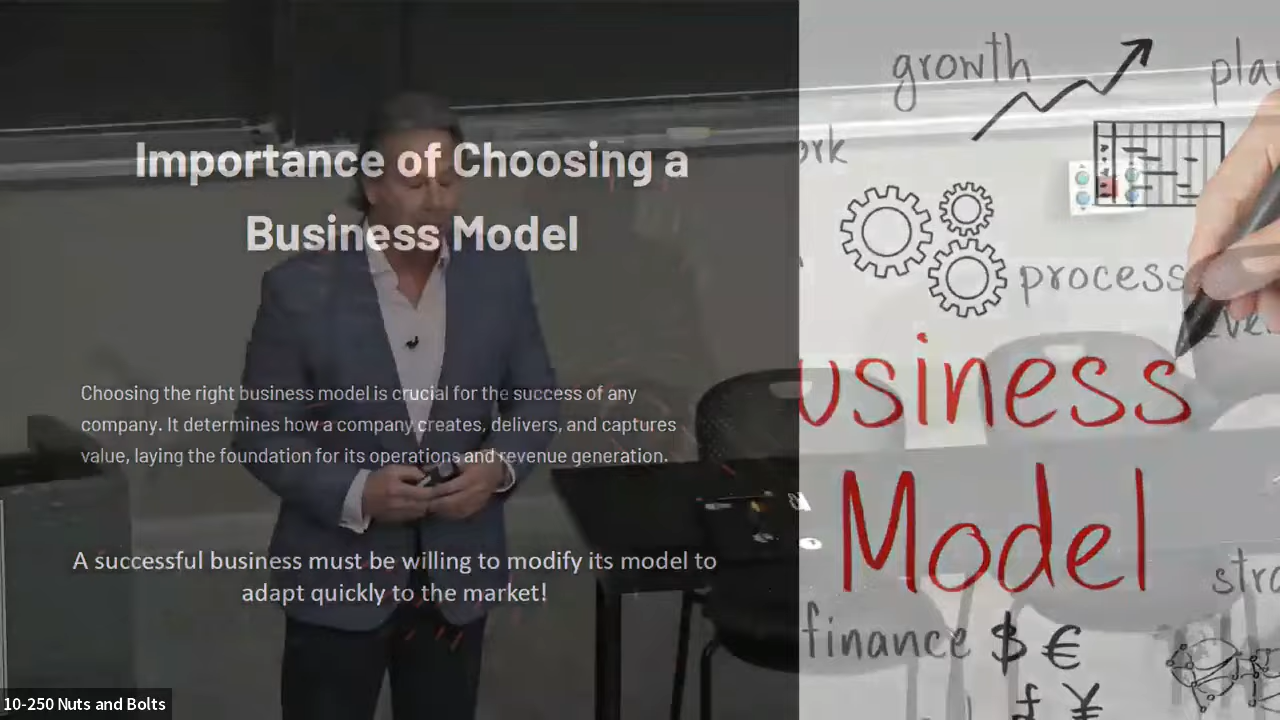 Importance of Choosing a
Business Model
Choosing the right business model is crucial for the success of any
company. It determines how a company creates, delivers, and captures
value, laying the foundation for its operations and revenue generation.
A successful business must be willing to modify its model to
adapt quickly to the market!
growth
process
usiness
Model
finance $ €
£ ¥
10-250 Nuts and Bolts